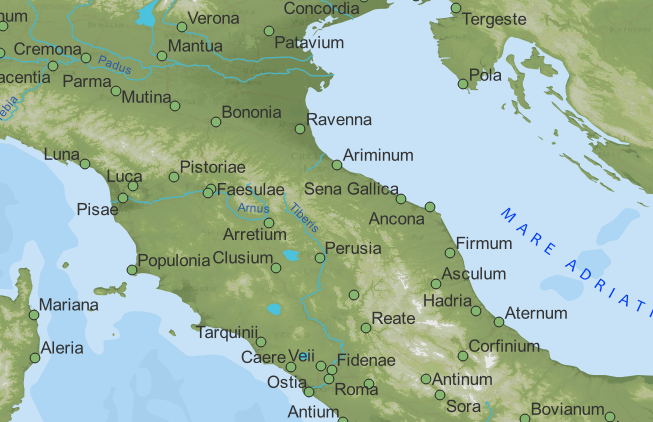 Concordia
Verona
Tergeste
num
Patavium
Cremona
Mantua
acentia
Padus
Pola
Parma
Mutina
ebia
Bononia
Ravenna
Luna
Ariminum
Pistoriae
Luca
Faesulae
Sena Gallica
Pisae
Arnus
Tiberis
Ancona
MARE ADRIATI
Arretium
Firmum
Perusia
Populonia
Clusium
Asculum
Hadria
Mariana
Aternum
Reate
Tarquinii
Aleria
Corfinium
Caere
Veii
Fidenae
Ostia
Roma
Antinum
Sora
Antium
Bovianum